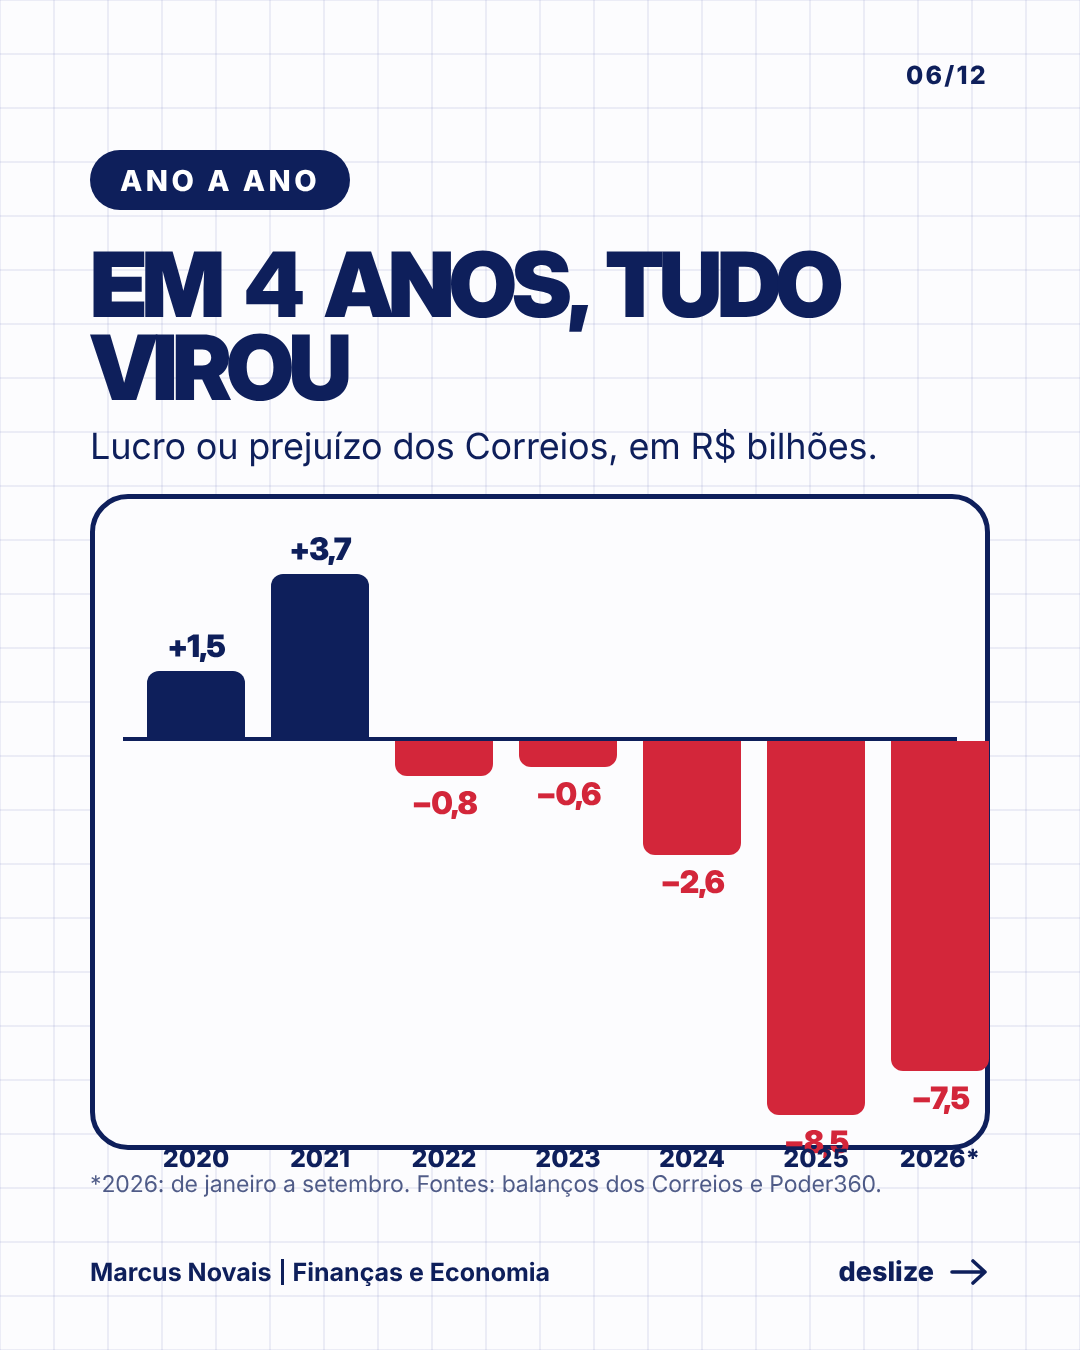 06/12
ANO A ANO
EM 4 ANOS, TUDO
VIROU
Lucro ou prejuízo dos Correios, em R$ bilhões.
+1,5
+3,7
−0,8
−0,6
−2,6
−8,5
−7,5
2020 2021 2022 2023 2024 2025 2026*
*2026: de janeiro a setembro. Fontes: balanços dos Correios e Poder360.
Marcus Novais | Finanças e Economia
deslize →